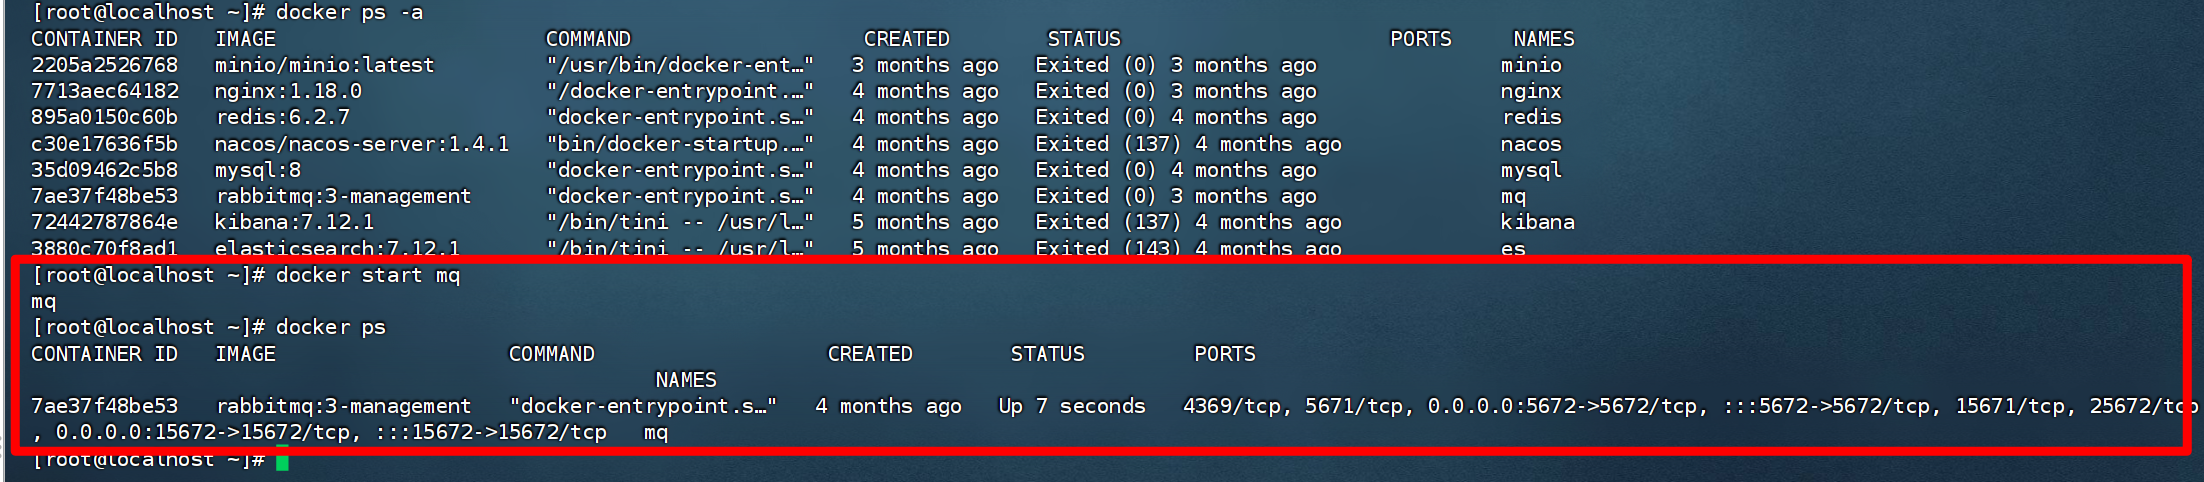 [root@localhost ~]# docker ps -a
CONTAINER ID   IMAGE                      COMMAND                   CREATED        STATUS                      PORTS     NAMES
2205a2526768   minio/minio:latest         "/usr/bin/docker-ent…"   3 months ago   Exited (0) 3 months ago               minio
7713aec64182   nginx:1.18.0               "/docker-entrypoint.…"   4 months ago   Exited (0) 3 months ago               nginx
895a0150c60b   redis:6.2.7                "docker-entrypoint.s…"   4 months ago   Exited (0) 4 months ago               redis
c30e17636f5b   nacos/nacos-server:1.4.1   "bin/docker-startup.…"   4 months ago   Exited (137) 4 months ago             nacos
35d09462c5b8   mysql:8                    "docker-entrypoint.s…"   4 months ago   Exited (0) 4 months ago               mysql
7ae37f48be53   rabbitmq:3-management      "docker-entrypoint.s…"   4 months ago   Exited (0) 3 months ago               mq
72442787864e   kibana:7.12.1              "/bin/tini -- /usr/l…"   5 months ago   Exited (137) 4 months ago             kibana
3880c70f8ad1   elasticsearch:7.12.1       "/bin/tini -- /usr/l…"   5 months ago   Exited (143) 4 months ago             es
[root@localhost ~]# docker start mq
mq
[root@localhost ~]# docker ps
CONTAINER ID   IMAGE                   COMMAND                   CREATED        STATUS         PORTS
                                                   NAMES
7ae37f48be53   rabbitmq:3-management   "docker-entrypoint.s…"   4 months ago   Up 7 seconds   4369/tcp, 5671/tcp, 0.0.0.0:5672->5672/tcp, :::5672->5672/tcp, 15671/tcp, 25672/tcp
, 0.0.0.0:15672->15672/tcp, :::15672->15672/tcp   mq
[root@localhost ~]#